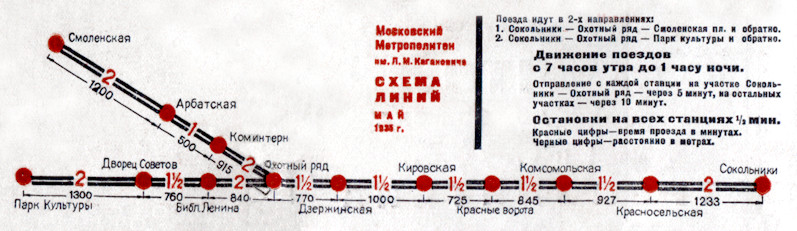 Смоленская
2
1200
Арбатская
1
500
Коминтерн
2
915
Московский
Метрополитен
им. Л. М. Кагановича
СХЕМА
ЛИНИЙ
МАЙ
1935 г.
Поезда идут в 2-х направлениях:
1. Сокольники — Охотный ряд — Смоленская пл. и обратно.
2. Сокольники — Охотный ряд — Парк культуры и обратно.
Движение поездов
с 7 часов утра до 1 часу ночи.
Отправление с каждой станции на участке Соколь-
ники — Охотный ряд — через 5 минут, на остальных
участках — через 10 минут.
Остановки на всех станциях ½ мин.
Красные цифры—время проезда в минутах.
Черные цифры—расстояние в метрах.
Дворец Советов Охотный ряд Кировская Комсомольская Сокольники
2 1½ 2 1½ 1½ 1½ 1½ 1½ 2
1300 760 840 770 1000 725 845 927 1233
Парк Культуры Библ. Ленина Дзержинская Красные ворота Красносельская